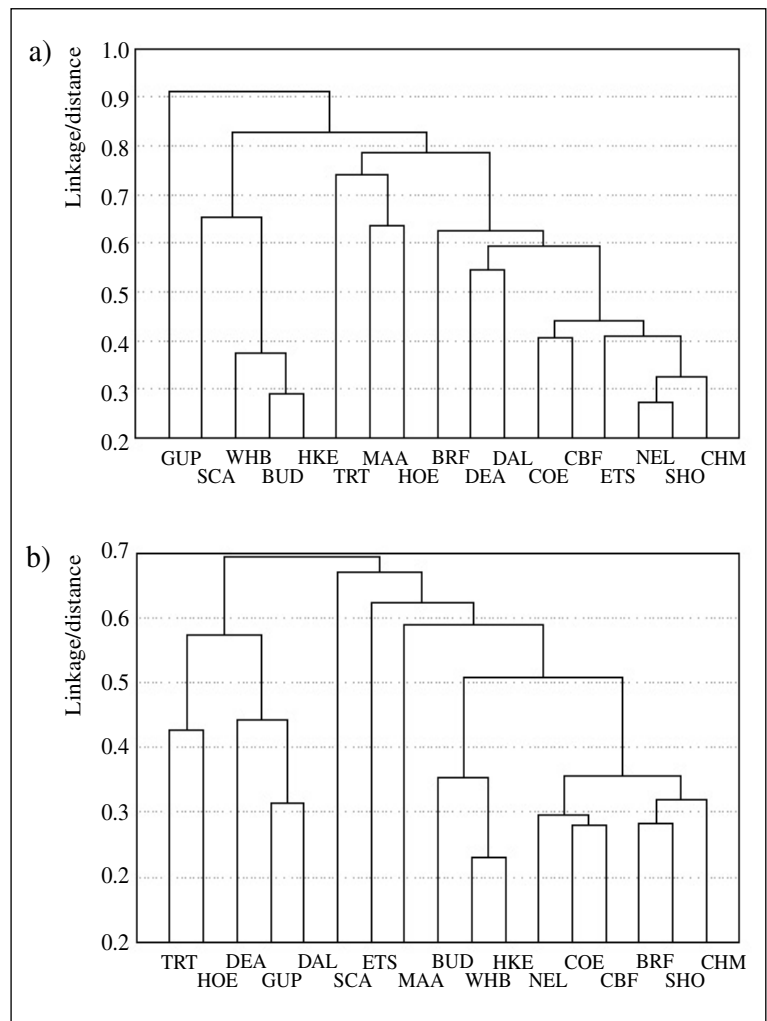 a)
Linkage/distance
1.0
0.9
0.8
0.7
0.6
0.5
0.4
0.3
0.2
GUP WHB HKE MAA BRF DAL CBF NEL CHM
SCA BUD TRT HOE DEA COE ETS SHO
b)
Linkage/distance
0.7
0.6
0.5
0.4
0.3
0.2
0.2
TRT DEA DAL ETS BUD HKE COE BRF CHM
HOE GUP SCA MAA WHB NEL CBF SHO